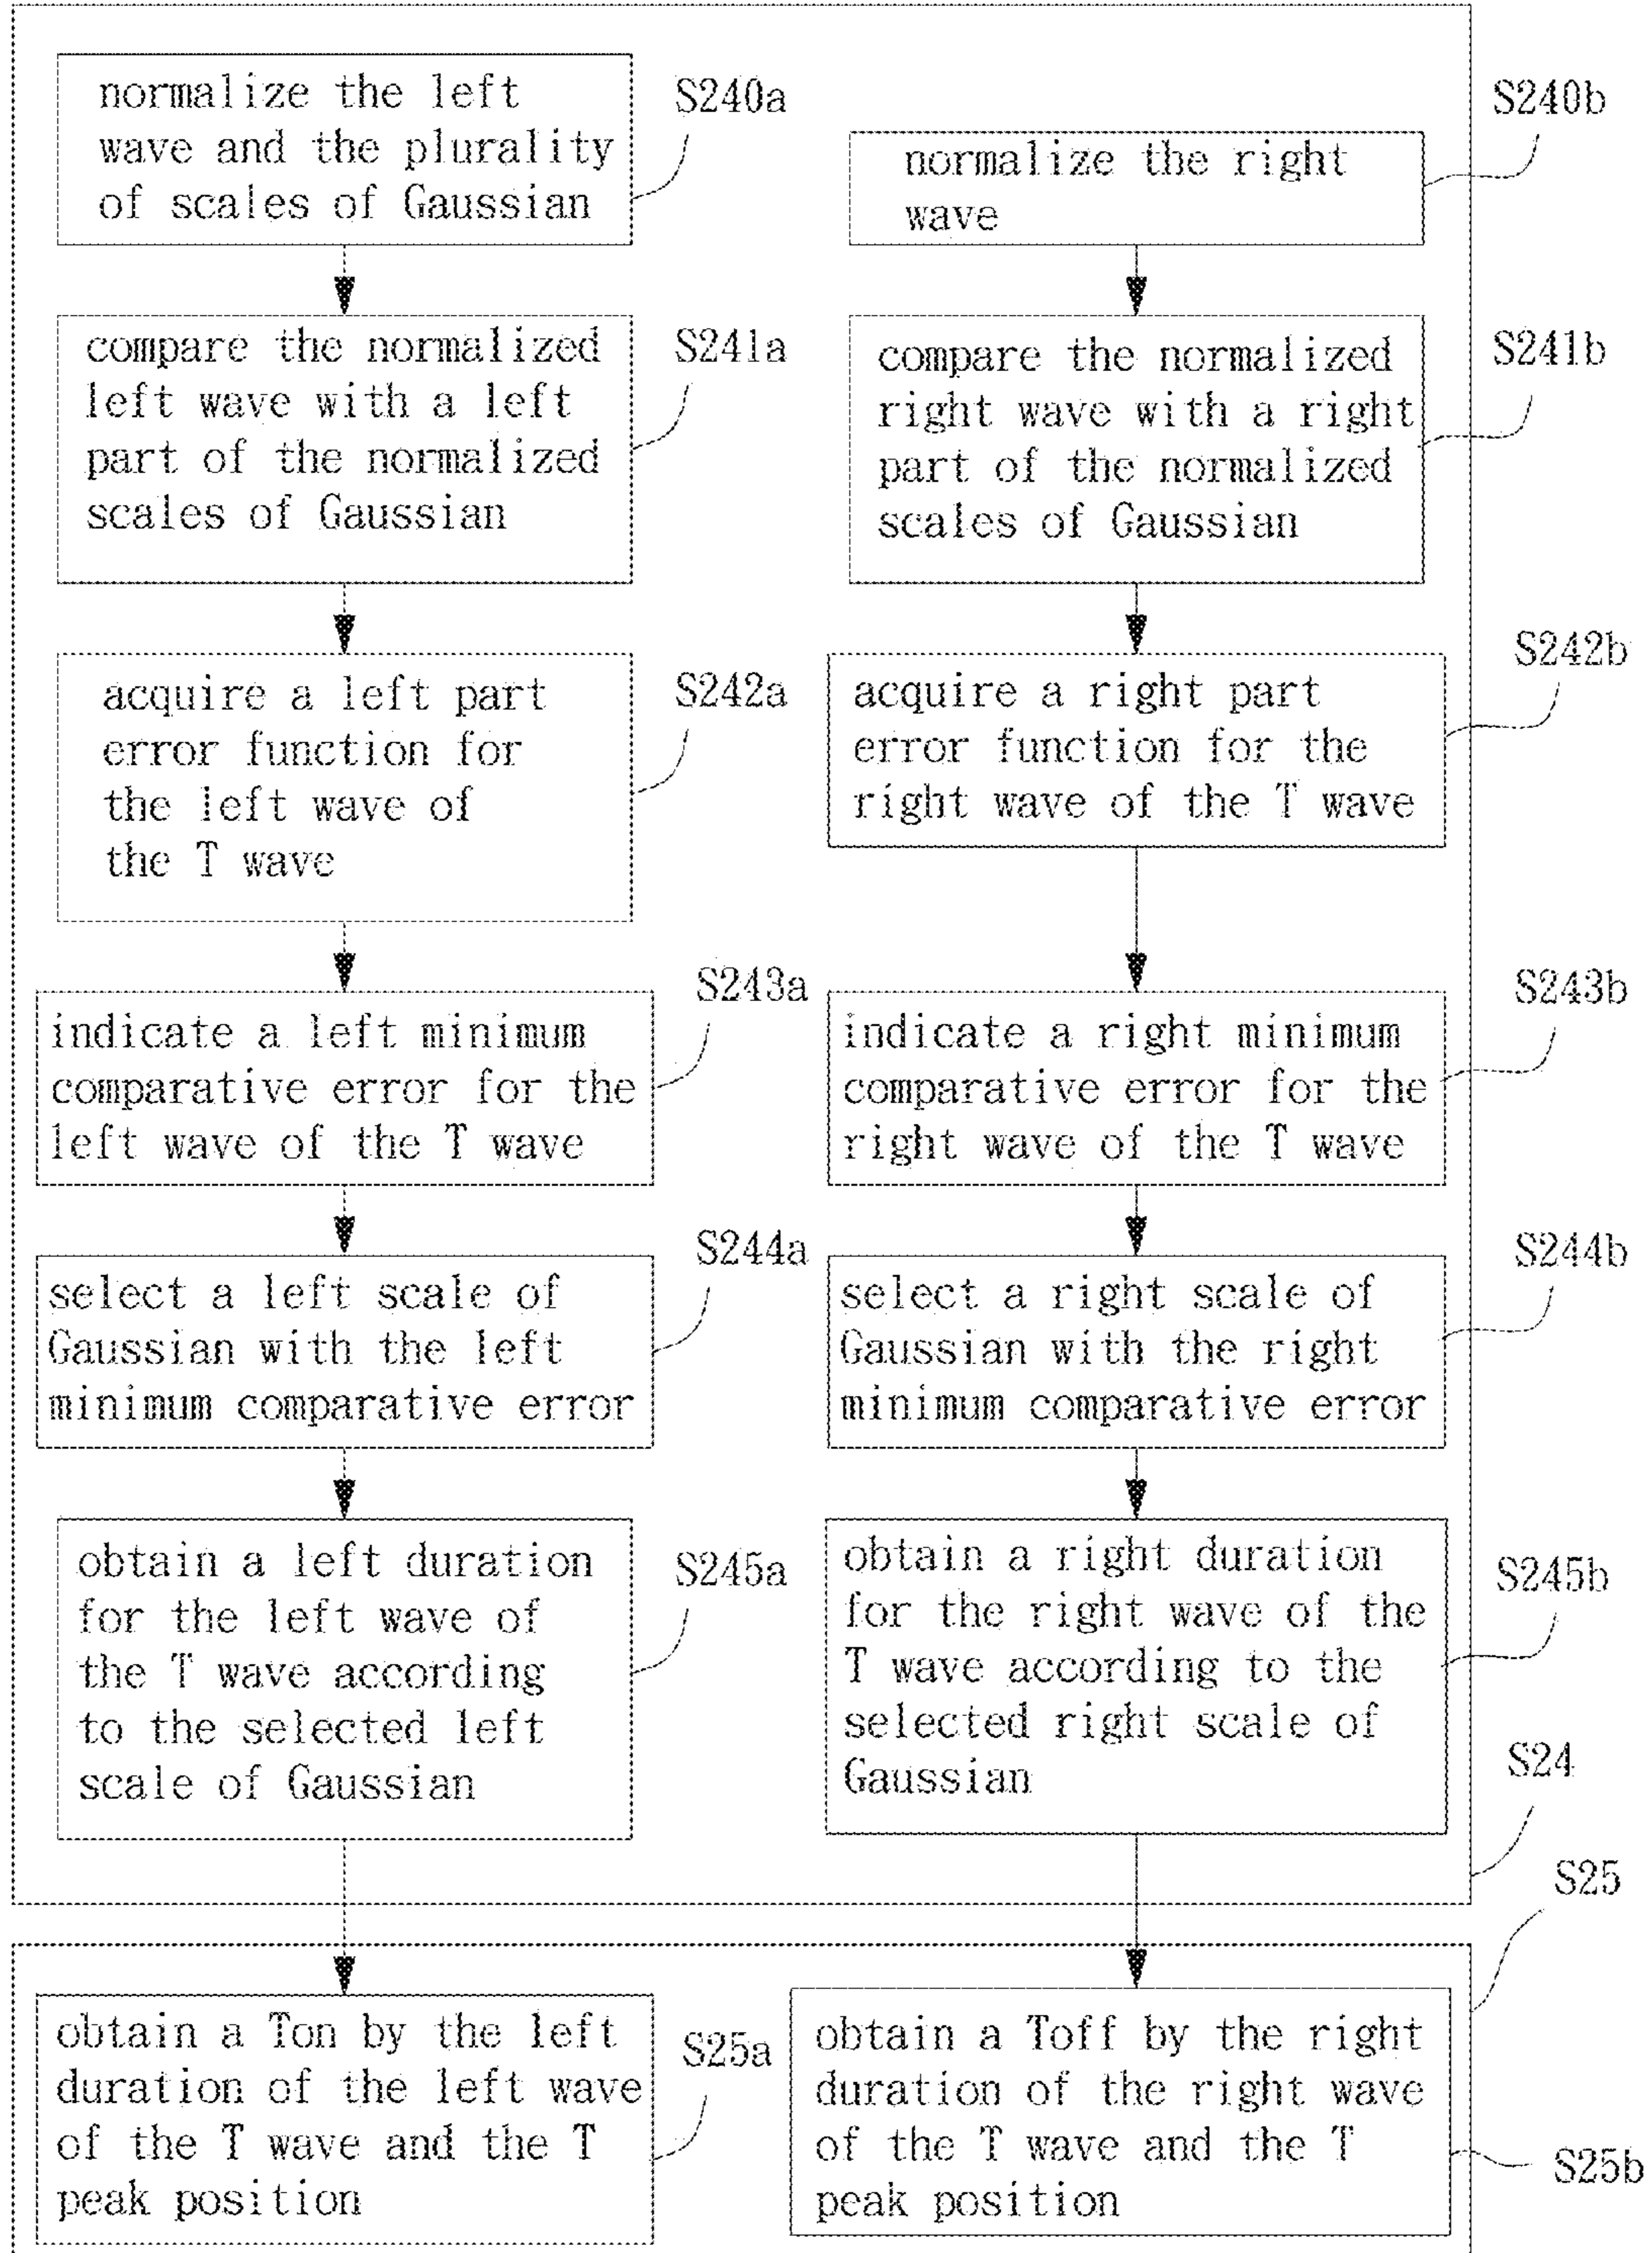 normalize the left
wave and the plurality
of scales of Gaussian
S240a
normalize the right
wave
S240b
compare the normalized
left wave with a left
part of the normalized
scales of Gaussian
S241a
compare the normalized
right wave with a right
part of the normalized
scales of Gaussian
S241b
acquire a left part
error function for
the left wave of
the T wave
S242a
acquire a right part
error function for the
right wave of the T wave
S242b
indicate a left minimum
comparative error for the
left wave of the T wave
S243a
indicate a right minimum
comparative error for the
right wave of the T wave
S243b
select a left scale of
Gaussian with the left
minimum comparative error
S244a
select a right scale of
Gaussian with the right
minimum comparative error
S244b
obtain a left duration
for the left wave of
the T wave according
to the selected left
scale of Gaussian
S245a
obtain a right duration
for the right wave of the
T wave according to the
selected right scale of
Gaussian
S245b
S24
S25
obtain a Ton by the left
duration of the left wave
of the T wave and the T
peak position
S25a
obtain a Toff by the right
duration of the right wave
of the T wave and the T
peak position
S25b